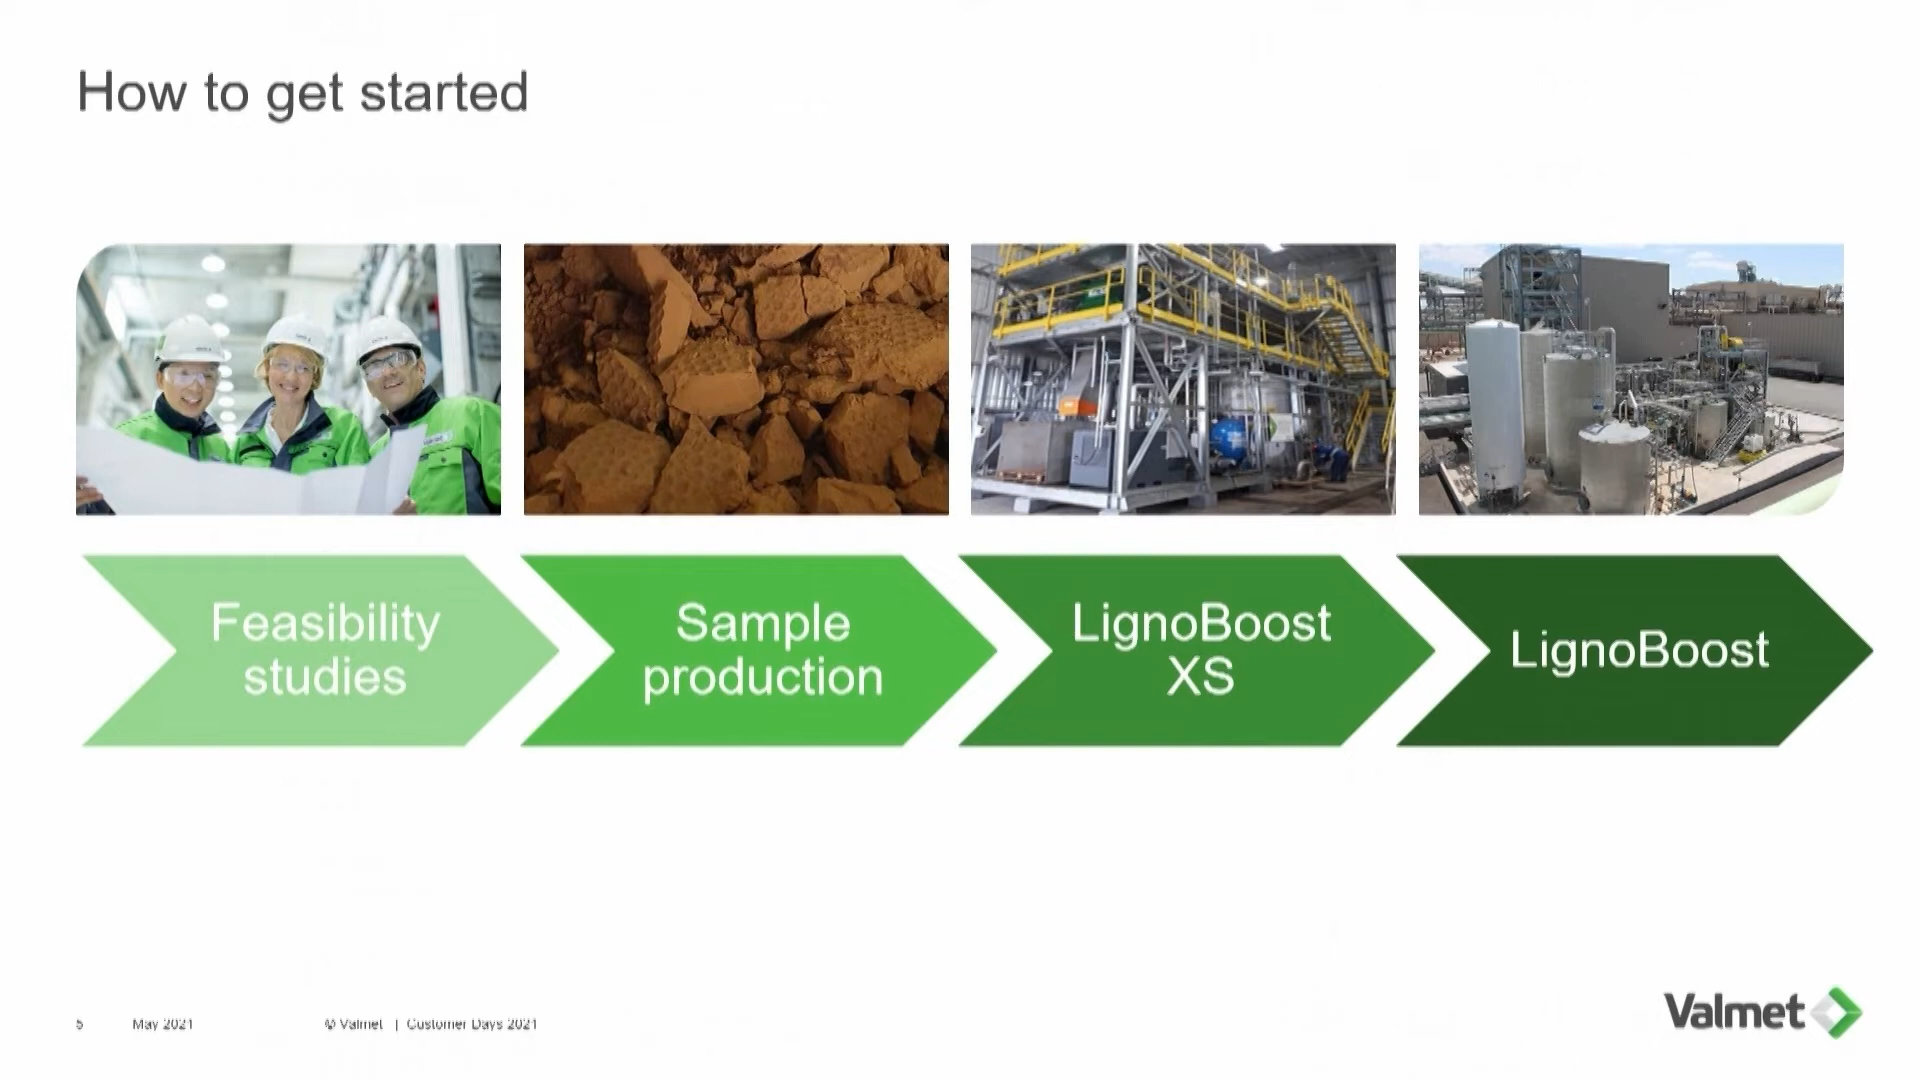 How to get started
Feasibility
studies
Sample
production
LignoBoost
XS
LignoBoost
5 May 2021 © Valmet | Customer Days 2021
Valmet